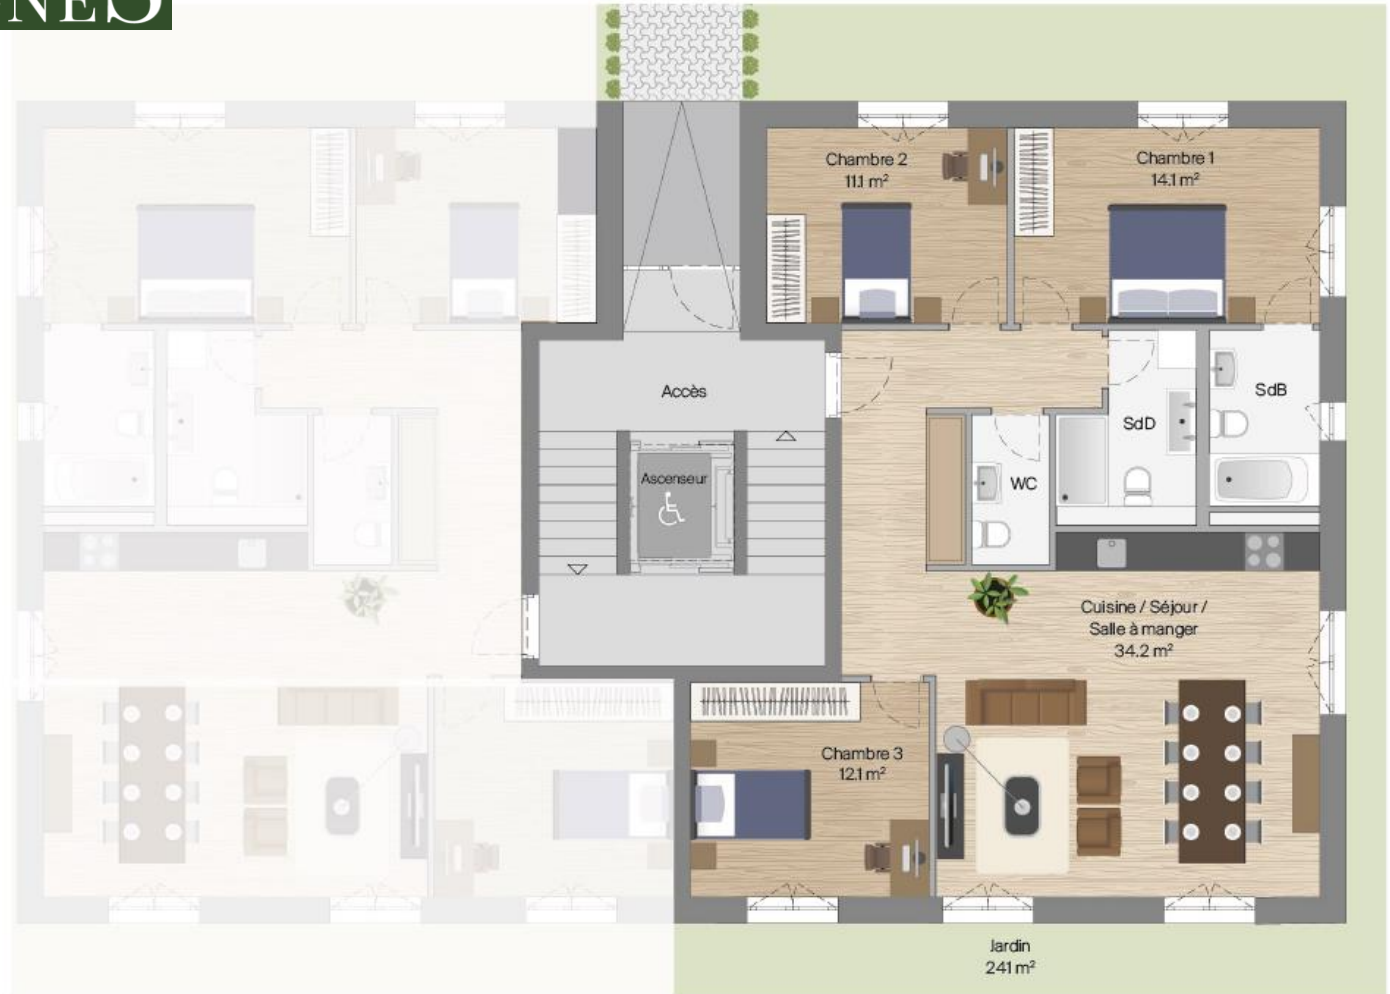 Chambre 2
11.1 m²
Chambre 1
14.1 m²
Accès
SdD
SdB
Ascenseur
WC
Cuisine / Séjour /
Salle à manger
34.2 m²
Chambre 3
12.1 m²
Jardin
241 m²